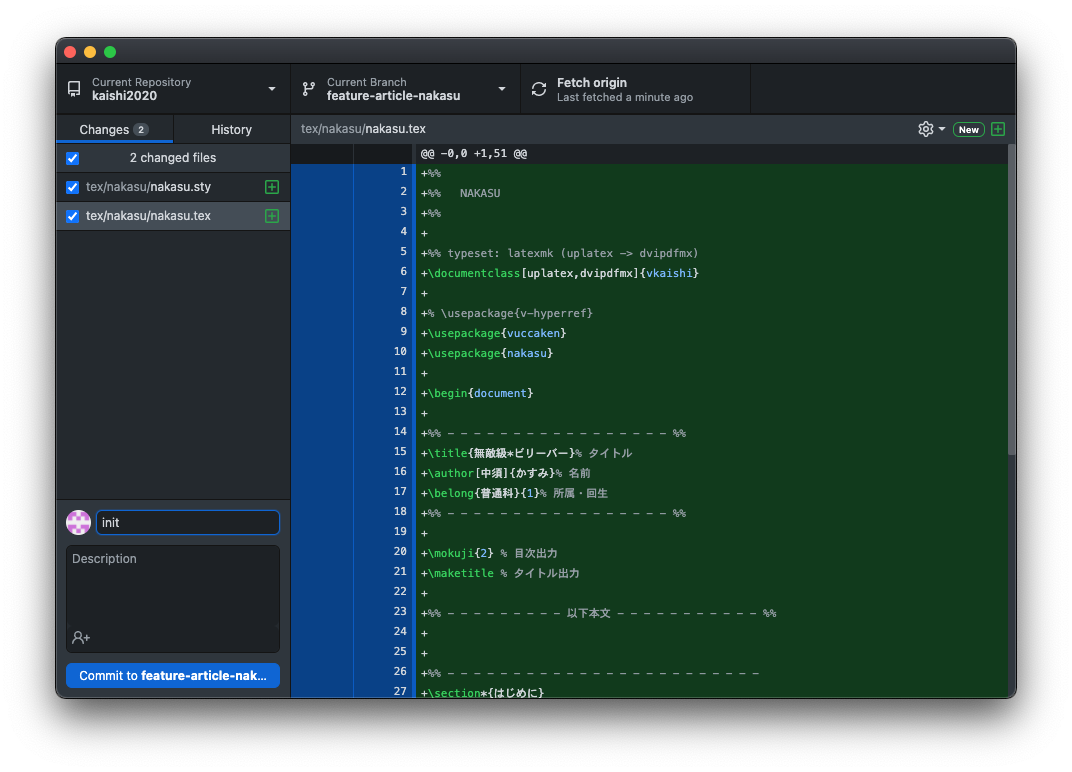 Current Repository
kaishi2020
Current Branch
feature-article-nakasu
Fetch origin
Last fetched a minute ago
Changes 2
History
tex/nakasu/nakasu.tex
New
2 changed files
tex/nakasu/nakasu.sty
tex/nakasu/nakasu.tex
init
Description
Commit to feature-article-nak...
@@ -0,0 +1,51 @@
1 +%%
2 +%%   NAKASU
3 +%%
4 +
5 +%% typeset: latexmk (uplatex -> dvipdfmx)
6 +\documentclass[uplatex,dvipdfmx]{vkaishi}
7 +
8 +% \usepackage{v-hyperref}
9 +\usepackage{vuccaken}
10 +\usepackage{nakasu}
11 +
12 +\begin{document}
13 +
14 +%% - - - - - - - - - - - - - - - - - %%
15 +\title{無敵級*ビリーバー}% タイトル
16 +\author[中須]{かすみ}% 名前
17 +\belong{普通科}{1}% 所属・回生
18 +%% - - - - - - - - - - - - - - - - - %%
19 +
20 +\mokuji{2} % 目次出力
21 +\maketitle % タイトル出力
22 +
23 +%% - - - - - - - - - 以下本文 - - - - - - - - - - - %%
24 +
25 +
26 +%% - - - - - - - - - - - - - - - - - - - - - - - -
27 +\section*{はじめに}